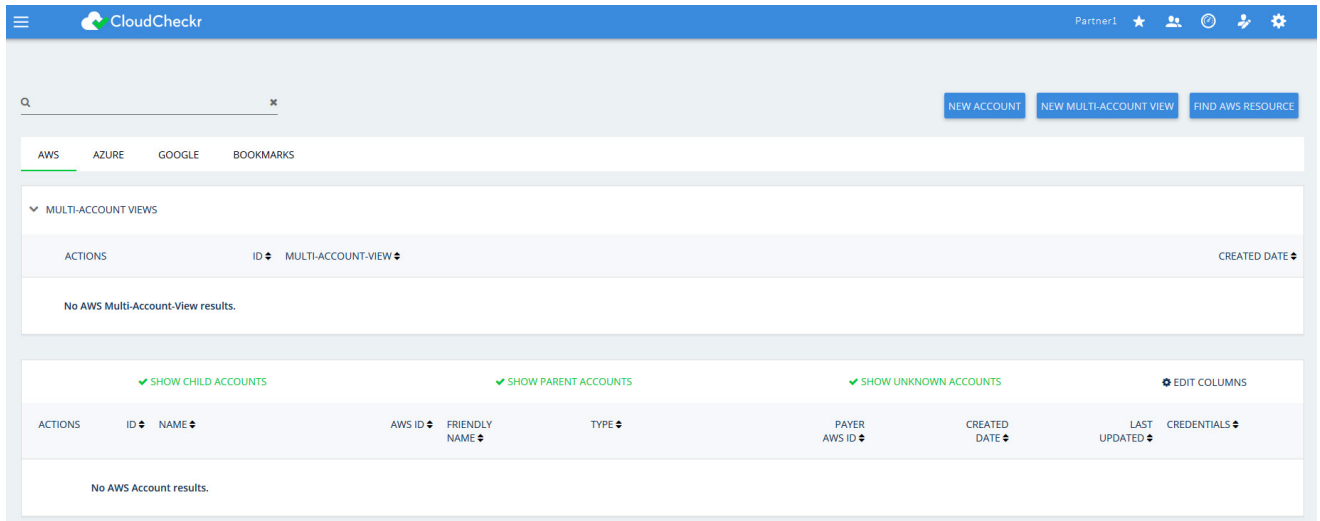 CloudCheckr Partner1
NEW ACCOUNT NEW MULTI-ACCOUNT VIEW FIND AWS RESOURCE
AWS AZURE GOOGLE BOOKMARKS
MULTI-ACCOUNT VIEWS
ACTIONS ID MULTI-ACCOUNT-VIEW CREATED DATE
No AWS Multi-Account-View results.
SHOW CHILD ACCOUNTS SHOW PARENT ACCOUNTS SHOW UNKNOWN ACCOUNTS EDIT COLUMNS
ACTIONS ID NAME AWS ID FRIENDLY TYPE PAYER CREATED LAST CREDENTIALS
NAME AWS ID DATE UPDATED
No AWS Account results.